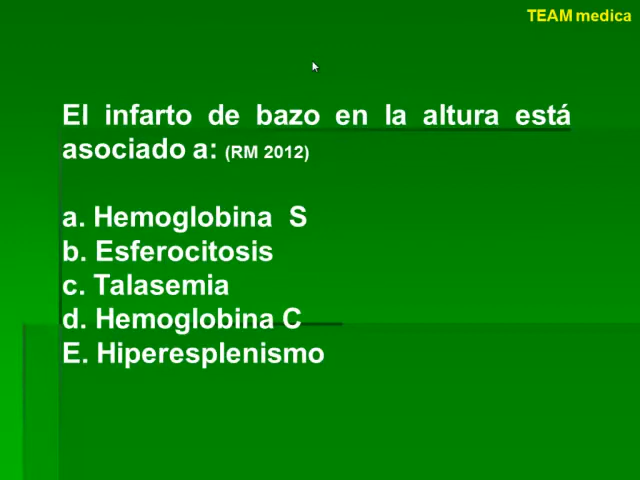 TEAM medica
El infarto de bazo en la altura está
asociado a: (RM 2012)
a. Hemoglobina S
b. Esferocitosis
c. Talasemia
d. Hemoglobina C
E. Hiperesplenismo